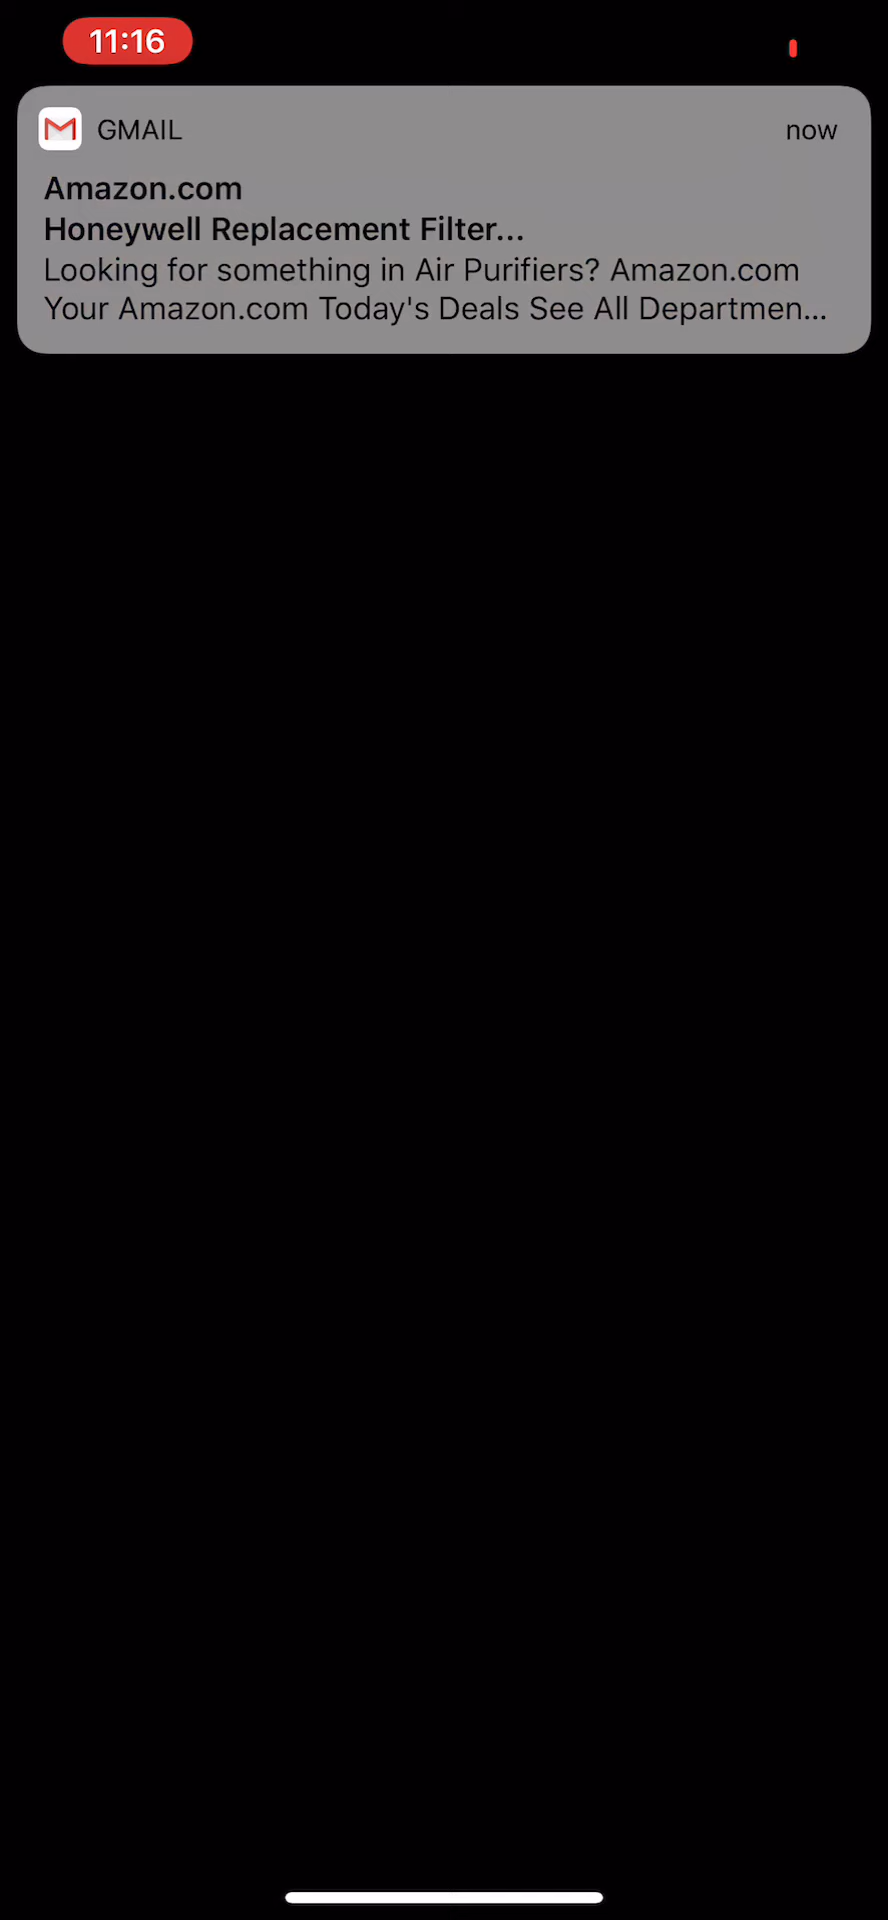 11:16
GMAIL now
Amazon.com
Honeywell Replacement Filter...
Looking for something in Air Purifiers? Amazon.com
Your Amazon.com Today's Deals See All Departmen...